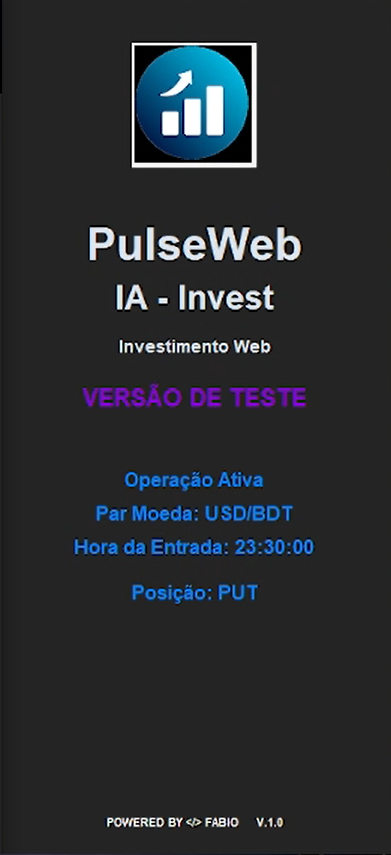 PulseWeb
IA - Invest
Investimento Web
VERSÃO DE TESTE
Operação Ativa
Par Moeda: USD/BDT
Hora da Entrada: 23:30:00
Posição: PUT
POWERED BY </> FABIO V.1.0